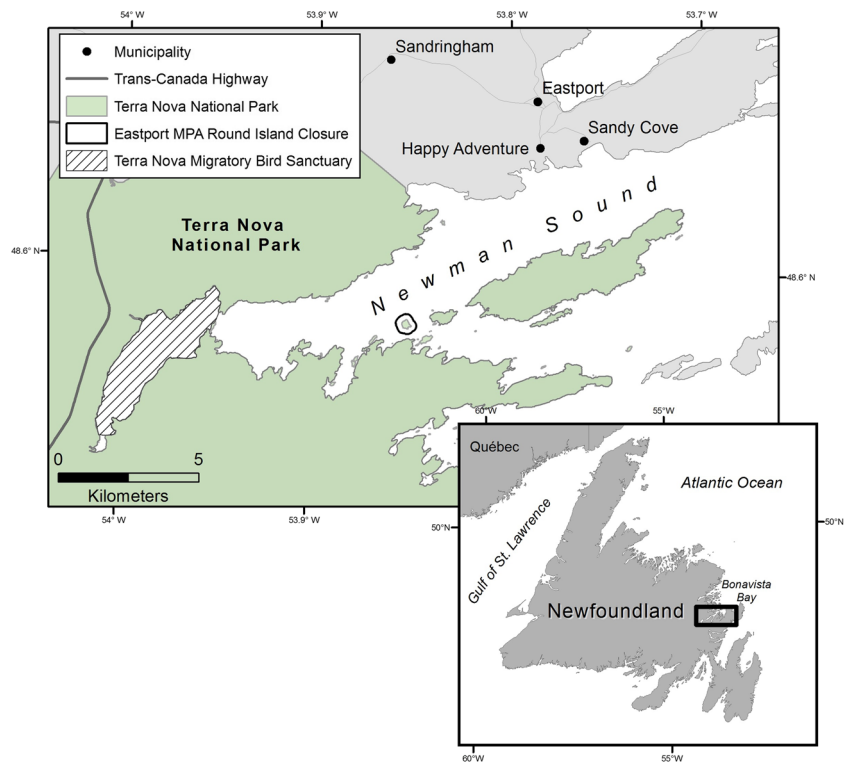 54° W
53.9° W
53.8° W
53.7° W
Municipality
Trans-Canada Highway
Terra Nova National Park
Eastport MPA Round Island Closure
Terra Nova Migratory Bird Sanctuary
Sandringham
Eastport
Sandy Cove
Happy Adventure
Newman Sound
Terra Nova
National Park
48.6° N
48.6° N
0
5
Kilometers
54° W
53.9° W
60°W
55°W
Québec
Atlantic Ocean
Gulf of St. Lawrence
50°N
50°N
Bonavista
Bay
Newfoundland
60°W
55°W